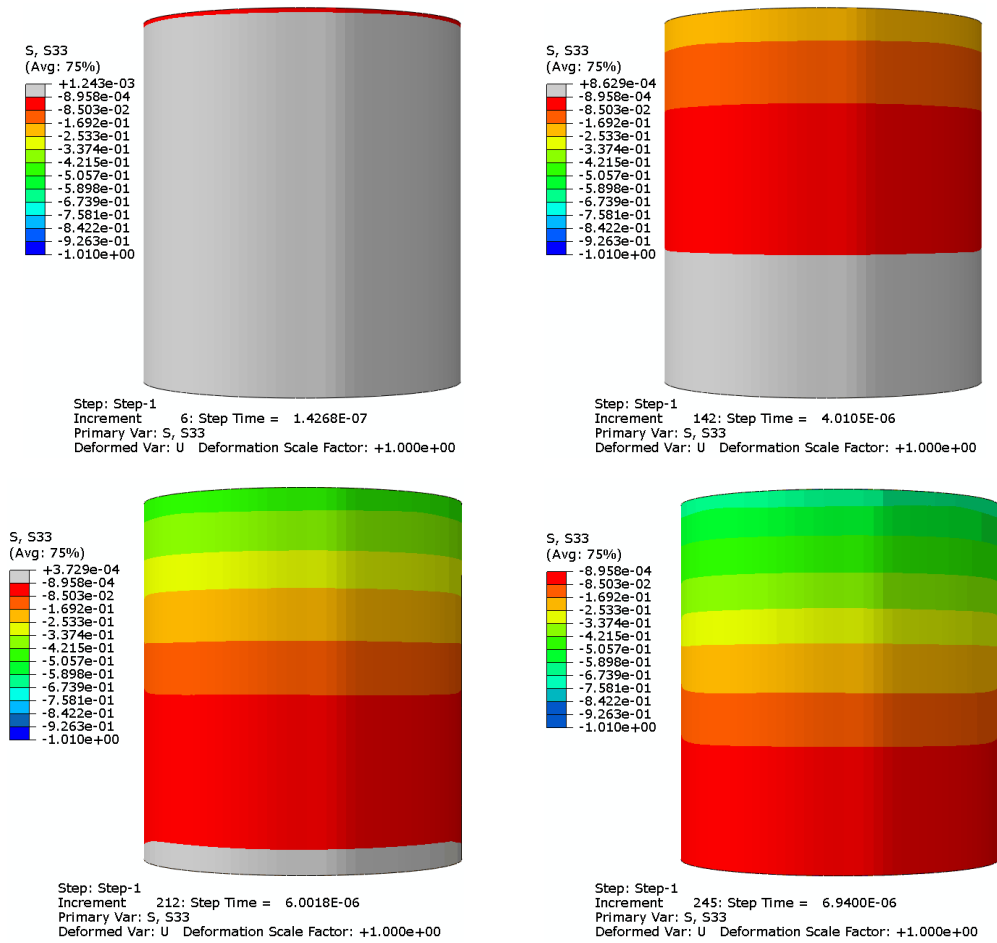 S, S33
(Avg: 75%)
+1.243e-03
-8.958e-04
-8.503e-02
-1.692e-01
-2.533e-01
-3.374e-01
-4.215e-01
-5.057e-01
-5.898e-01
-6.739e-01
-7.581e-01
-8.422e-01
-9.263e-01
-1.010e+00
Step: Step-1
Increment 6: Step Time = 1.4268E-07
Primary Var: S, S33
Deformed Var: U Deformation Scale Factor: +1.000e+00
S, S33
(Avg: 75%)
+8.629e-04
-8.958e-04
-8.503e-02
-1.692e-01
-2.533e-01
-3.374e-01
-4.215e-01
-5.057e-01
-5.898e-01
-6.739e-01
-7.581e-01
-8.422e-01
-9.263e-01
-1.010e+00
Step: Step-1
Increment 142: Step Time = 4.0105E-06
Primary Var: S, S33
Deformed Var: U Deformation Scale Factor: +1.000e+00
S, S33
(Avg: 75%)
+3.729e-04
-8.958e-04
-8.503e-02
-1.692e-01
-2.533e-01
-3.374e-01
-4.215e-01
-5.057e-01
-5.898e-01
-6.739e-01
-7.581e-01
-8.422e-01
-9.263e-01
-1.010e+00
Step: Step-1
Increment 212: Step Time = 6.0018E-06
Primary Var: S, S33
Deformed Var: U Deformation Scale Factor: +1.000e+00
S, S33
(Avg: 75%)
-8.958e-04
-8.503e-02
-1.692e-01
-2.533e-01
-3.374e-01
-4.215e-01
-5.057e-01
-5.898e-01
-6.739e-01
-7.581e-01
-8.422e-01
-9.263e-01
-1.010e+00
Step: Step-1
Increment 245: Step Time = 6.9400E-06
Primary Var: S, S33
Deformed Var: U Deformation Scale Factor: +1.000e+00